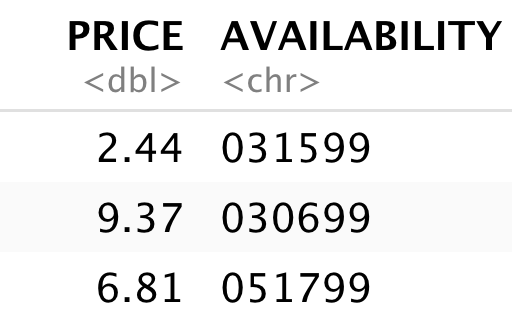 PRICE AVAILABILITY
<dbl> <chr>
2.44 031599
9.37 030699
6.81 051799